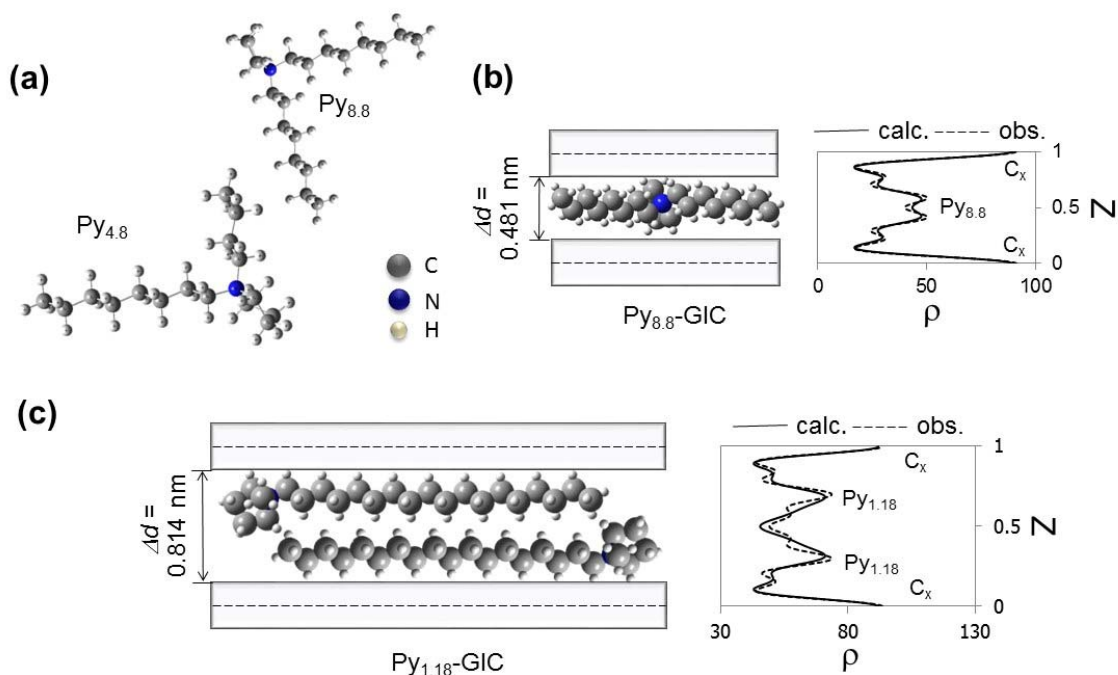 (a)
Py8.8
Py4.8
C
N
H
(b)
Δd =
0.481 nm
Py8.8-GIC
calc. obs.
Cx
Py8.8
Cx
1
0.5
0
Z
0 50 100
ρ
(c)
Δd =
0.814 nm
Py1.18-GIC
calc. obs.
Cx
Py1.18
Py1.18
Cx
1
0.5
0
Z
30 80 130
ρ